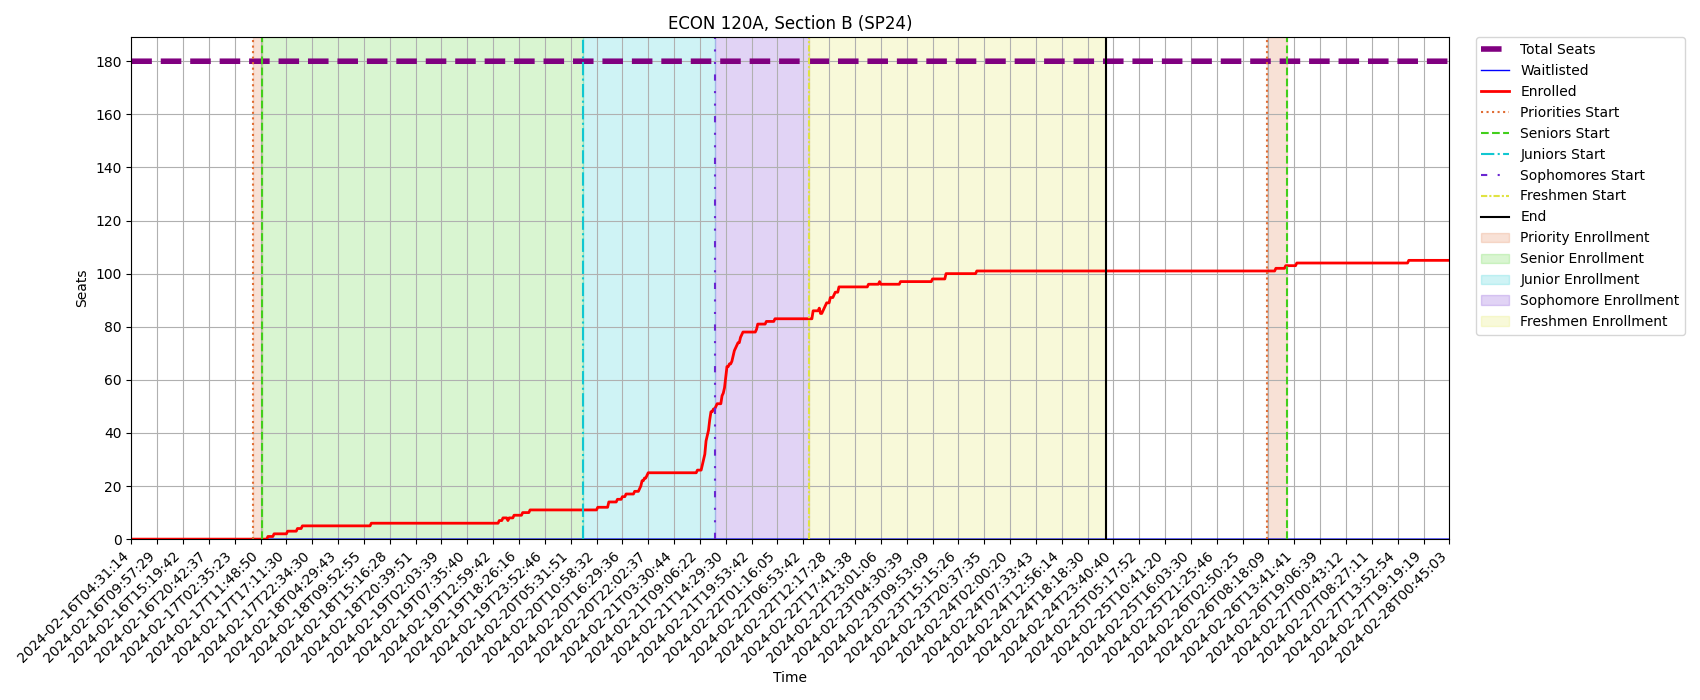 ECON 120A, Section B (SP24)
Seats
180
160
140
120
100
80
60
40
20
0
2024-02-16T04:31:14
2024-02-16T09:57:29
2024-02-16T15:19:42
2024-02-16T20:42:37
2024-02-17T02:35:23
2024-02-17T11:48:50
2024-02-17T17:11:30
2024-02-17T22:34:30
2024-02-18T04:29:43
2024-02-18T09:52:55
2024-02-18T15:16:28
2024-02-18T20:39:51
2024-02-19T02:03:39
2024-02-19T07:35:40
2024-02-19T12:59:42
2024-02-19T18:26:16
2024-02-19T23:52:46
2024-02-20T05:31:51
2024-02-20T10:58:32
2024-02-20T16:29:36
2024-02-20T22:02:37
2024-02-21T03:30:44
2024-02-21T09:06:22
2024-02-21T14:29:30
2024-02-21T19:53:42
2024-02-22T01:16:05
2024-02-22T06:53:42
2024-02-22T12:17:28
2024-02-22T17:41:38
2024-02-22T23:01:06
2024-02-23T04:30:39
2024-02-23T09:53:09
2024-02-23T15:15:26
2024-02-23T20:37:35
2024-02-24T02:00:20
2024-02-24T07:33:43
2024-02-24T12:56:14
2024-02-24T18:18:30
2024-02-24T23:40:40
2024-02-25T05:17:52
2024-02-25T10:41:20
2024-02-25T16:03:30
2024-02-25T21:25:46
2024-02-26T02:50:25
2024-02-26T08:18:09
2024-02-26T13:41:41
2024-02-26T19:06:39
2024-02-27T00:43:12
2024-02-27T08:27:11
2024-02-27T13:52:54
2024-02-27T19:19:19
2024-02-28T00:45:03
Time
Total Seats
Waitlisted
Enrolled
Priorities Start
Seniors Start
Juniors Start
Sophomores Start
Freshmen Start
End
Priority Enrollment
Senior Enrollment
Junior Enrollment
Sophomore Enrollment
Freshmen Enrollment